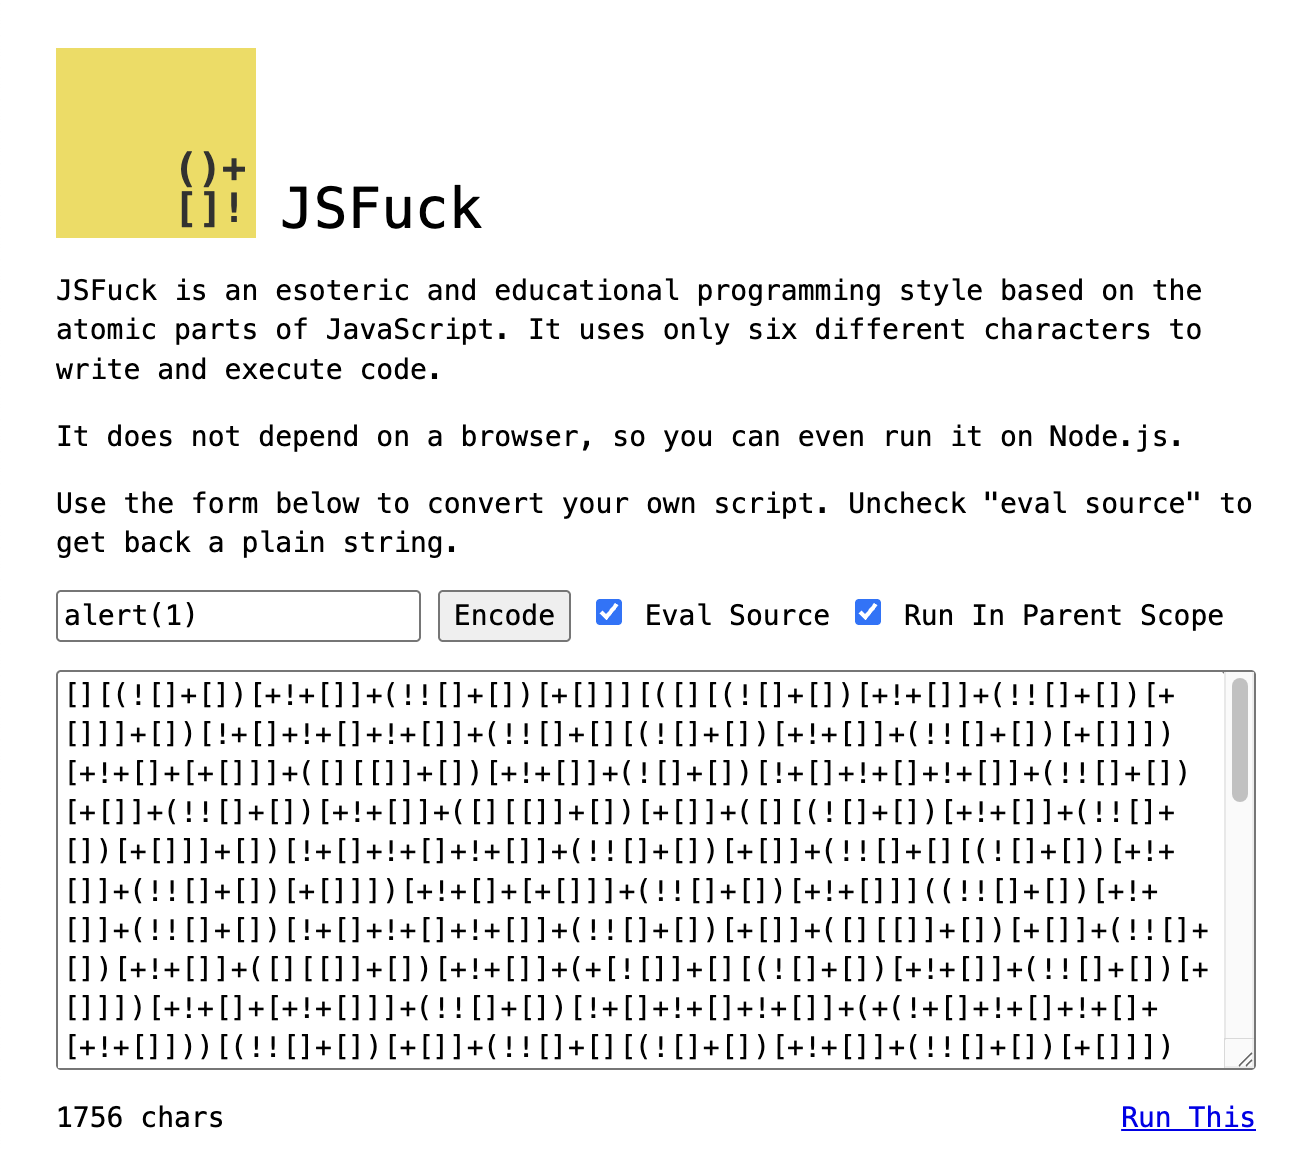 ()+
[]! JSFuck
JSFuck is an esoteric and educational programming style based on the
atomic parts of JavaScript. It uses only six different characters to
write and execute code.
It does not depend on a browser, so you can even run it on Node.js.
Use the form below to convert your own script. Uncheck "eval source" to
get back a plain string.
alert(1) Encode Eval Source Run In Parent Scope
[][(![]+[])[+!+[]]+(!![]+[])[+[]]][([][(![]+[])[+!+[]]+(!![]+[])[+
[]]]+[])[!+[]+!+[]+!+[]]+(!![]+[][(![]+[])[+!+[]]+(!![]+[])[+[]]])
[+!+[]+[+[]]]+([][[]]+[])[+!+[]]+(![]+[])[!+[]+!+[]+!+[]]+(!![]+[])
[+[]]+(!![]+[])[+!+[]]+([][[]]+[])[+[]]+([][(![]+[])[+!+[]]+(!![]+
[])[+[]]]+[])[!+[]+!+[]+!+[]]+(!![]+[])[+[]]+(!![]+[][(![]+[])[+!+
[]]+(!![]+[])[+[]]])[+!+[]+[+[]]]+(!![]+[])[+!+[]]]((!![]+[])[+!+
[]]+(!![]+[])[!+[]+!+[]+!+[]]+(!![]+[])[+[]]+([][[]]+[])[+[]]+(!![]+
[])[+!+[]]+([][[]]+[])[+!+[]]+(+[![]]+[][(![]+[])[+!+[]]+(!![]+[])[+
[]]])[+!+[]+[+!+[]]]+(!![]+[])[!+[]+!+[]+!+[]]+(+(!+[]+!+[]+!+[]+
[+!+[]]))[(!![]+[])[+[]]+(!![]+[][(![]+[])[+!+[]]+(!![]+[])[+[]]])
1756 chars Run This